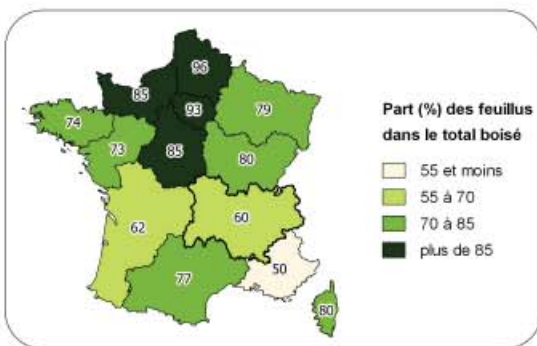 96
85
93
79
74
73
85
80
62
60
77
50
80
Part (%) des feuillus
dans le total boisé
55 et moins
55 à 70
70 à 85
plus de 85